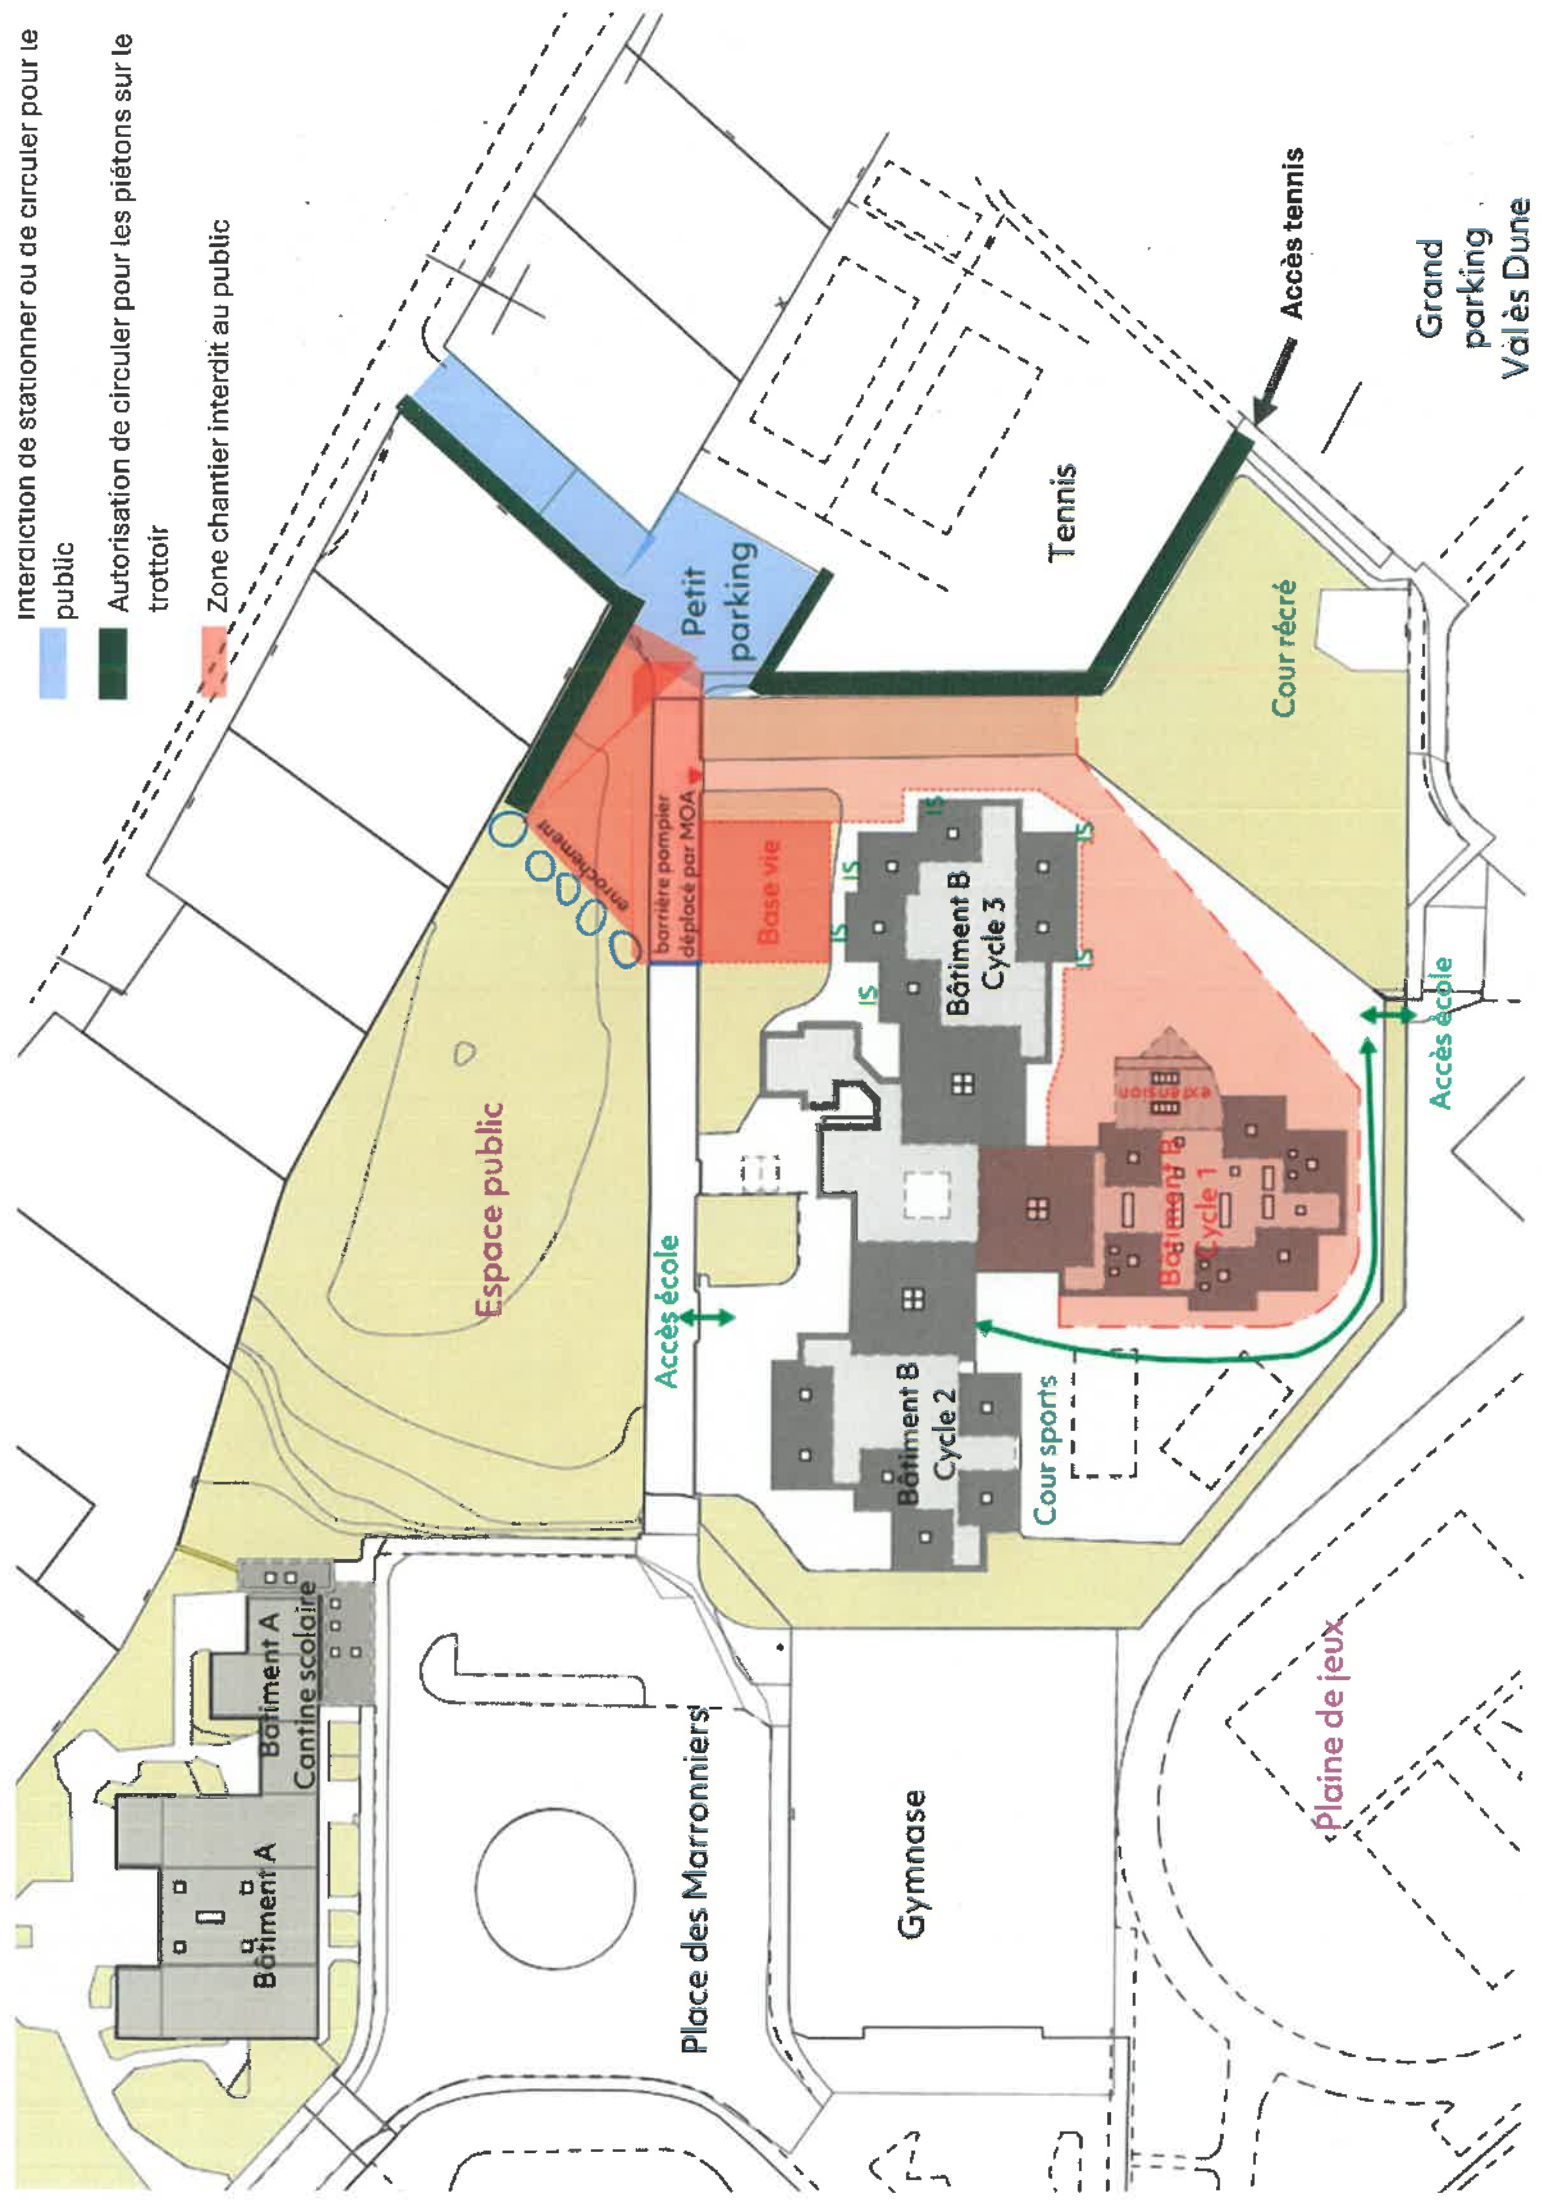 Interdiction de stationner ou de circuler pour le
public
Autorisation de circuler pour les piétons sur le
trottoir
Zone chantier interdit au public
Bâtiment A
Bâtiment A
Cantine scolaire
Espace public
enrochement
Petit
parking
barrière pompier
déplacé par MOA
Base vie
Accès école
Place des Marronniers
Tennis
Accès tennis
Grand
parking
Valès Dune
Cour récré
IS
IS
IS
IS
IS
IS
Bâtiment B
Cycle 3
Bâtiment B
Cycle 2
extension
Bâtiment B
Cycle 1
Cour sports
Accès école
Gymnase
Plaine de jeux